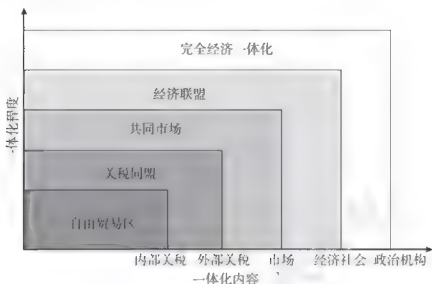 完全经济一体化
经济联盟
共同市场
关税同盟
自由贸易区
一体化程度
内部关税 外部关税 市场 经济社会 政治机构
一体化内容